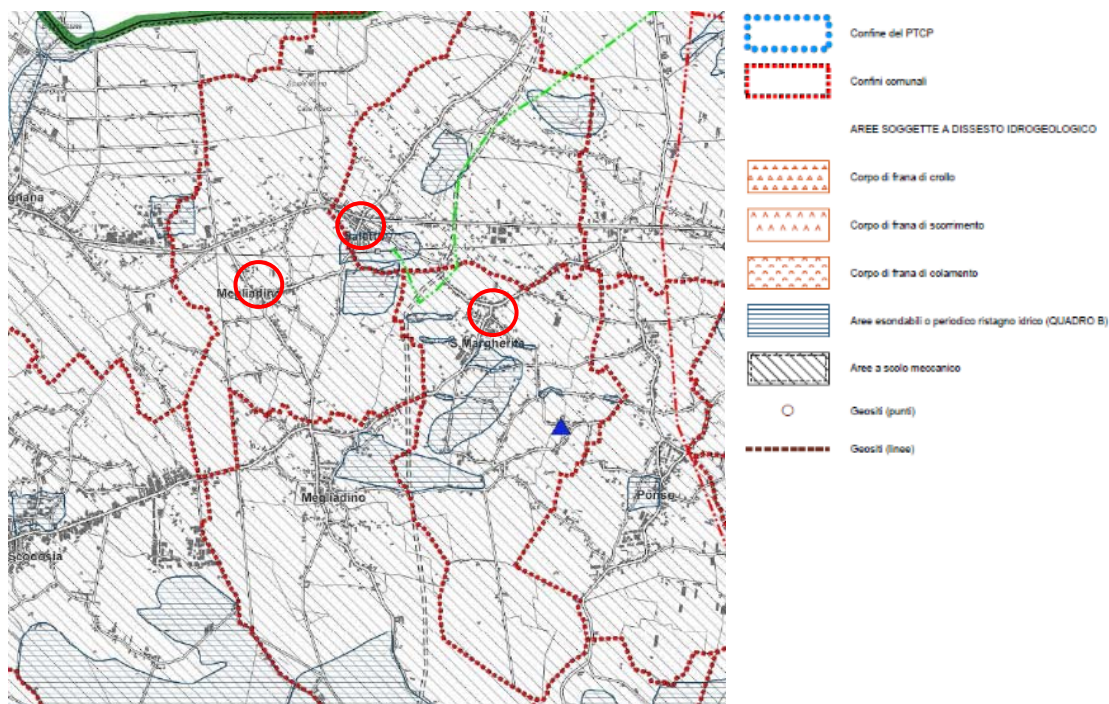 Confine del PTCP
Confini comunali
AREE SOGGETTE A DISSESTO IDROGEOLOGICO
Corpo di frana di crollo
Corpo di frana di scorrimento
Corpo di frana di colamento
Aree esondabili o periodico ristagno idrico (QUADRO B)
Aree a scolo meccanico
Geositi (punti)
Geositi (linee)
gnana
Megliadino
S.Margherita
Megliadino
Ponso